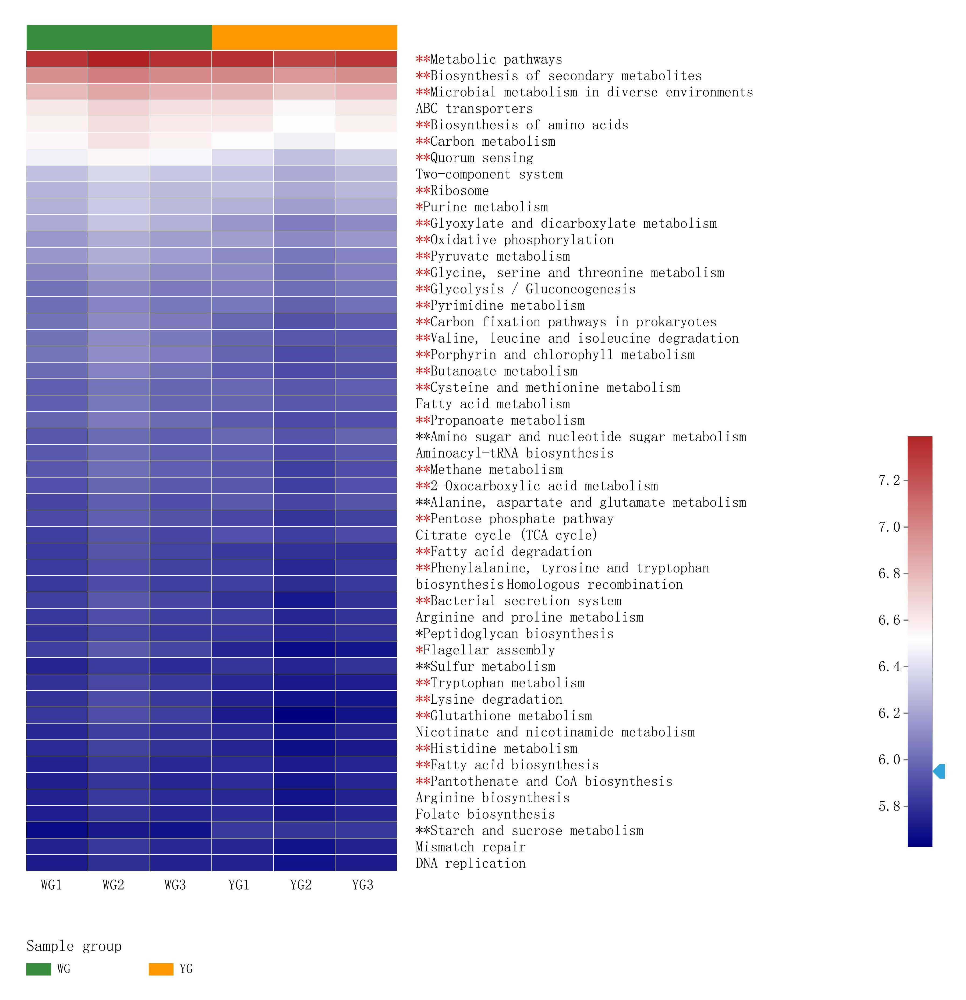 **Metabolic pathways
**Biosynthesis of secondary metabolites
**Microbial metabolism in diverse environments
ABC transporters
**Biosynthesis of amino acids
**Carbon metabolism
**Quorum sensing
Two-component system
**Ribosome
*Purine metabolism
**Glyoxylate and dicarboxylate metabolism
**Oxidative phosphorylation
**Pyruvate metabolism
**Glycine, serine and threonine metabolism
**Glycolysis / Gluconeogenesis
**Pyrimidine metabolism
**Carbon fixation pathways in prokaryotes
**Valine, leucine and isoleucine degradation
**Porphyrin and chlorophyll metabolism
**Butanoate metabolism
**Cysteine and methionine metabolism
Fatty acid metabolism
**Propanoate metabolism
**Amino sugar and nucleotide sugar metabolism
Aminoacyl-tRNA biosynthesis
**Methane metabolism
**2-Oxocarboxylic acid metabolism
**Alanine, aspartate and glutamate metabolism
**Pentose phosphate pathway
Citrate cycle (TCA cycle)
**Fatty acid degradation
**Phenylalanine, tyrosine and tryptophan
biosynthesis Homologous recombination
**Bacterial secretion system
Arginine and proline metabolism
*Peptidoglycan biosynthesis
*Flagellar assembly
**Sulfur metabolism
**Tryptophan metabolism
**Lysine degradation
**Glutathione metabolism
Nicotinate and nicotinamide metabolism
**Histidine metabolism
**Fatty acid biosynthesis
**Pantothenate and CoA biosynthesis
Arginine biosynthesis
Folate biosynthesis
**Starch and sucrose metabolism
Mismatch repair
DNA replication
7.2
7.0
6.8
6.6
6.4
6.2
6.0
5.8
WG1 WG2 WG3 YG1 YG2 YG3
Sample group
WG YG